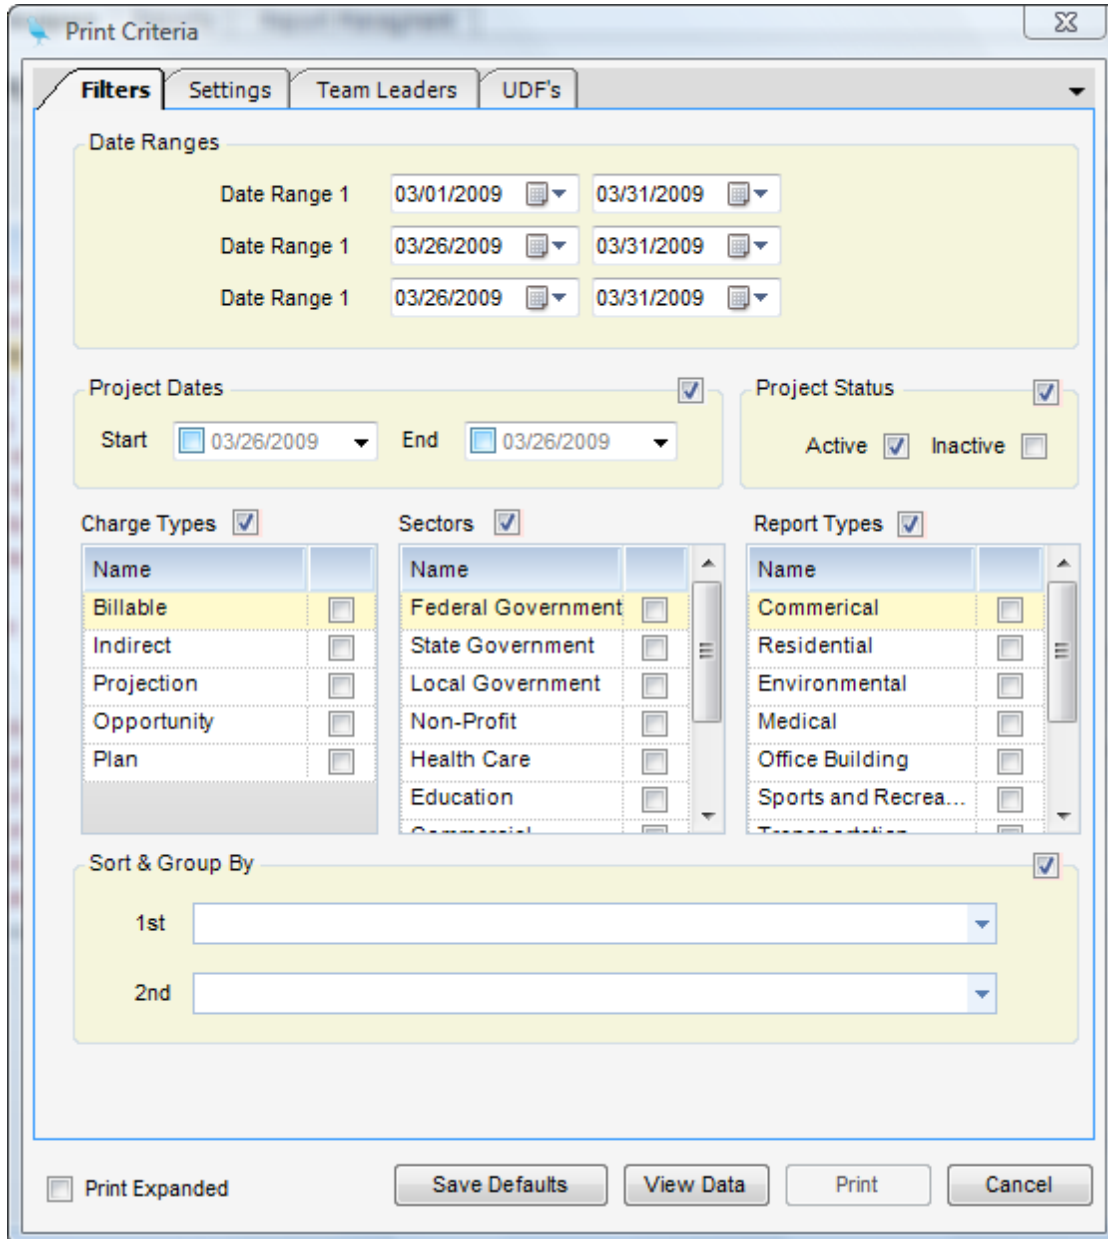 Print Criteria
Filters Settings Team Leaders UDF's
Date Ranges
Date Range 1 03/01/2009 03/31/2009
Date Range 1 03/26/2009 03/31/2009
Date Range 1 03/26/2009 03/31/2009
Project Dates
Start 03/26/2009 End 03/26/2009
Project Status
Active Inactive
Charge Types
Name
Billable
Indirect
Projection
Opportunity
Plan
Sectors
Name
Federal Government
State Government
Local Government
Non-Profit
Health Care
Education
Commercial
Report Types
Name
Commerical
Residential
Environmental
Medical
Office Building
Sports and Recrea...
Transportation
Sort & Group By
1st
2nd
Print Expanded Save Defaults View Data Print Cancel